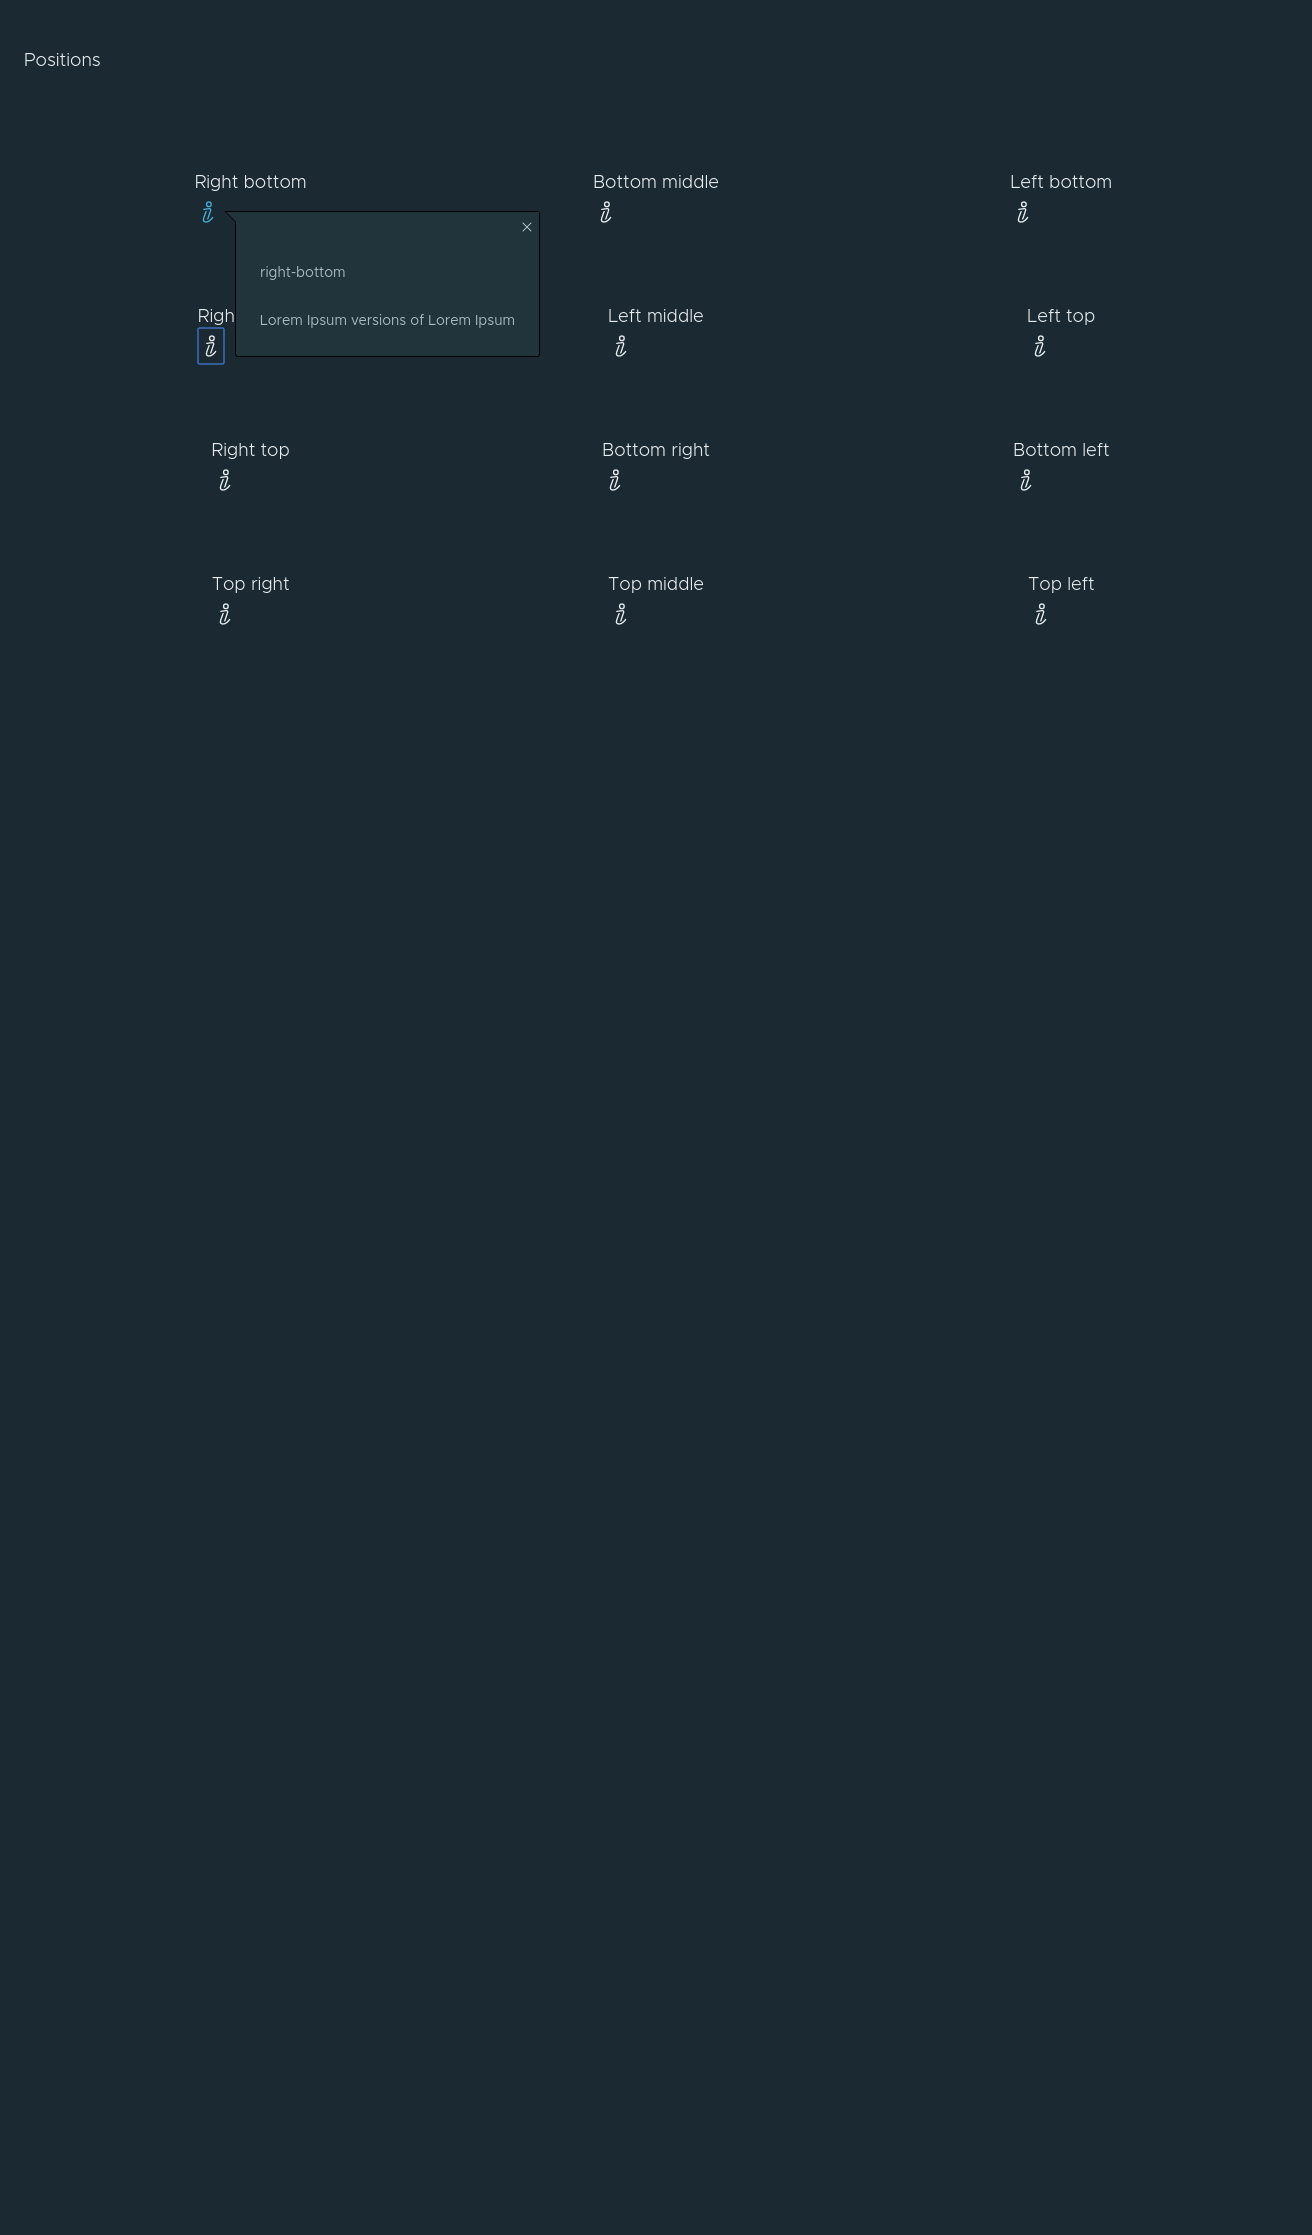 Positions
Right bottom
Bottom middle
Left bottom
right-bottom
Lorem Ipsum versions of Lorem Ipsum
Righ
Left middle
Left top
Right top
Bottom right
Bottom left
Top right
Top middle
Top left